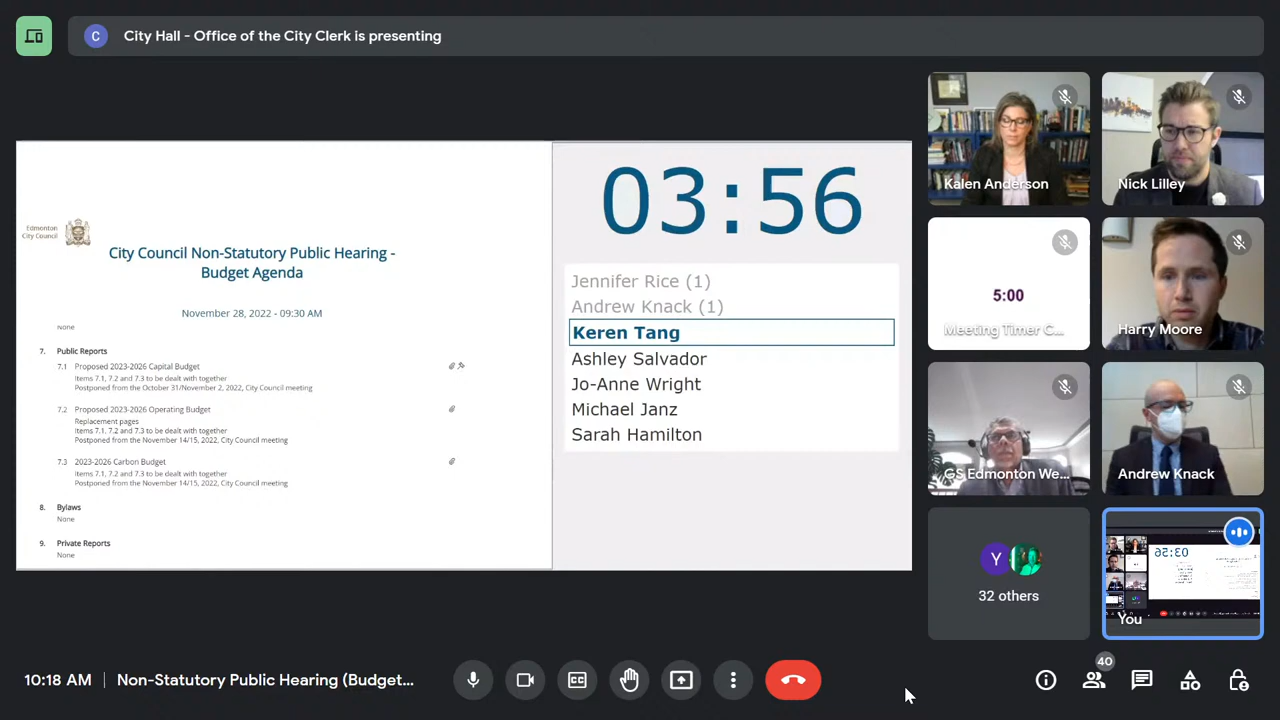 C
City Hall - Office of the City Clerk is presenting
Edmonton
City Council
City Council Non-Statutory Public Hearing -
Budget Agenda
November 28, 2022 - 09:30 AM
None
7. Public Reports
7.1 Proposed 2023-2026 Capital Budget
Items 7.1, 7.2 and 7.3 to be dealt with together
Postponed from the October 31/November 2, 2022, City Council meeting
7.2 Proposed 2023-2026 Operating Budget
Replacement pages
Items 7.1, 7.2 and 7.3 to be dealt with together
Postponed from the November 14/15, 2022, City Council meeting
7.3 2023-2026 Carbon Budget
Items 7.1, 7.2 and 7.3 to be dealt with together
Postponed from the November 14/15, 2022, City Council meeting
8. Bylaws
None
9. Private Reports
None
03:56
Jennifer Rice (1)
Andrew Knack (1)
Keren Tang
Ashley Salvador
Jo-Anne Wright
Michael Janz
Sarah Hamilton
Kalen Anderson
Nick Lilley
5:00
Meeting Timer C...
Harry Moore
GS Edmonton We...
Andrew Knack
Y
32 others
03:56
You
10:18 AM
Non-Statutory Public Hearing (Budget...
CC
40